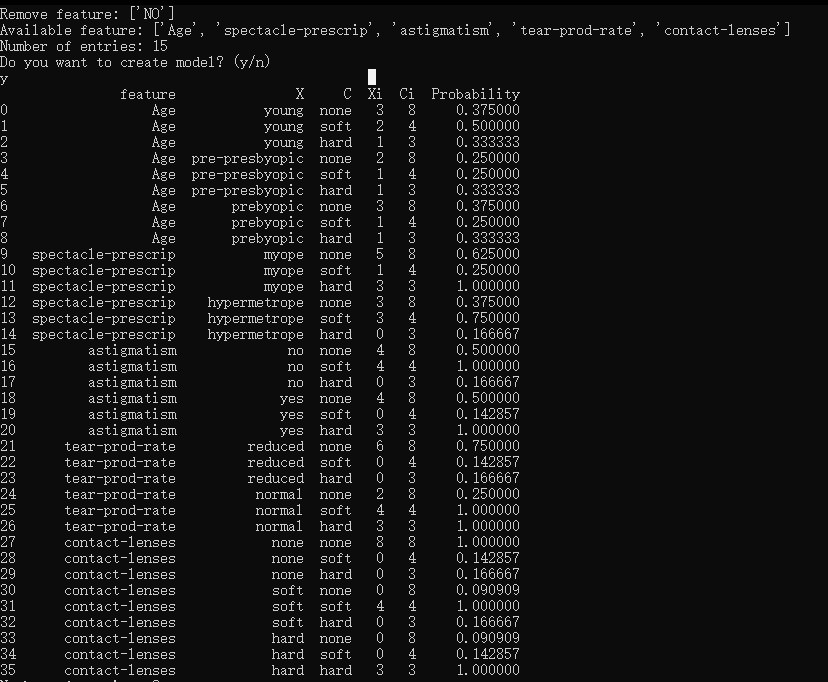 Remove feature: ['NO']
Available feature: ['Age', 'spectacle-prescrip', 'astigmatism', 'tear-prod-rate', 'contact-lenses']
Number of entries: 15
Do you want to create model? (y/n)
y
feature X C Xi Ci Probability
0 Age young none 3 8 0.375000
1 Age young soft 2 4 0.500000
2 Age young hard 1 3 0.333333
3 Age pre-presbyopic none 2 8 0.250000
4 Age pre-presbyopic soft 1 4 0.250000
5 Age pre-presbyopic hard 1 3 0.333333
6 Age prebyopic none 3 8 0.375000
7 Age prebyopic soft 1 4 0.250000
8 Age prebyopic hard 1 3 0.333333
9 spectacle-prescrip myope none 5 8 0.625000
10 spectacle-prescrip myope soft 1 4 0.250000
11 spectacle-prescrip myope hard 3 3 1.000000
12 spectacle-prescrip hypermetrope none 3 8 0.375000
13 spectacle-prescrip hypermetrope soft 3 4 0.750000
14 spectacle-prescrip hypermetrope hard 0 3 0.166667
15 astigmatism no none 4 8 0.500000
16 astigmatism no soft 4 4 1.000000
17 astigmatism no hard 0 3 0.166667
18 astigmatism yes none 4 8 0.500000
19 astigmatism yes soft 0 4 0.142857
20 astigmatism yes hard 3 3 1.000000
21 tear-prod-rate reduced none 6 8 0.750000
22 tear-prod-rate reduced soft 0 4 0.142857
23 tear-prod-rate reduced hard 0 3 0.166667
24 tear-prod-rate normal none 2 8 0.250000
25 tear-prod-rate normal soft 4 4 1.000000
26 tear-prod-rate normal hard 3 3 1.000000
27 contact-lenses none none 8 8 1.000000
28 contact-lenses none soft 0 4 0.142857
29 contact-lenses none hard 0 3 0.166667
30 contact-lenses soft none 0 8 0.090909
31 contact-lenses soft soft 4 4 1.000000
32 contact-lenses soft hard 0 3 0.166667
33 contact-lenses hard none 0 8 0.090909
34 contact-lenses hard soft 0 4 0.142857
35 contact-lenses hard hard 3 3 1.000000